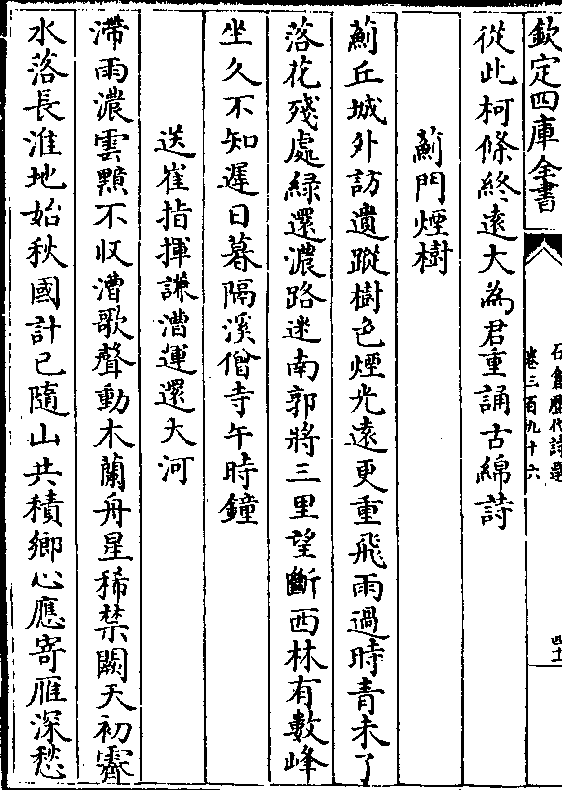 欽定四庫全書
石倉歷代詩選
卷三百九十六
四十
從此柯條終遠大為君重誦古綿詩
薊門煙樹
薊丘城外訪遺蹤樹色煙光遠更重飛雨過時青未了
落花殘處緑還濃路迷南郭將三里望斷西林有數峰
坐久不知遲日暮隔溪僧寺午時鐘
送崔指揮謙漕運還大河
滯雨濃雲黯不收漕歌聲動木蘭舟星稀禁闕天初霽
水落長淮地始秋國計已隨山共積鄉心應寄雁深愁